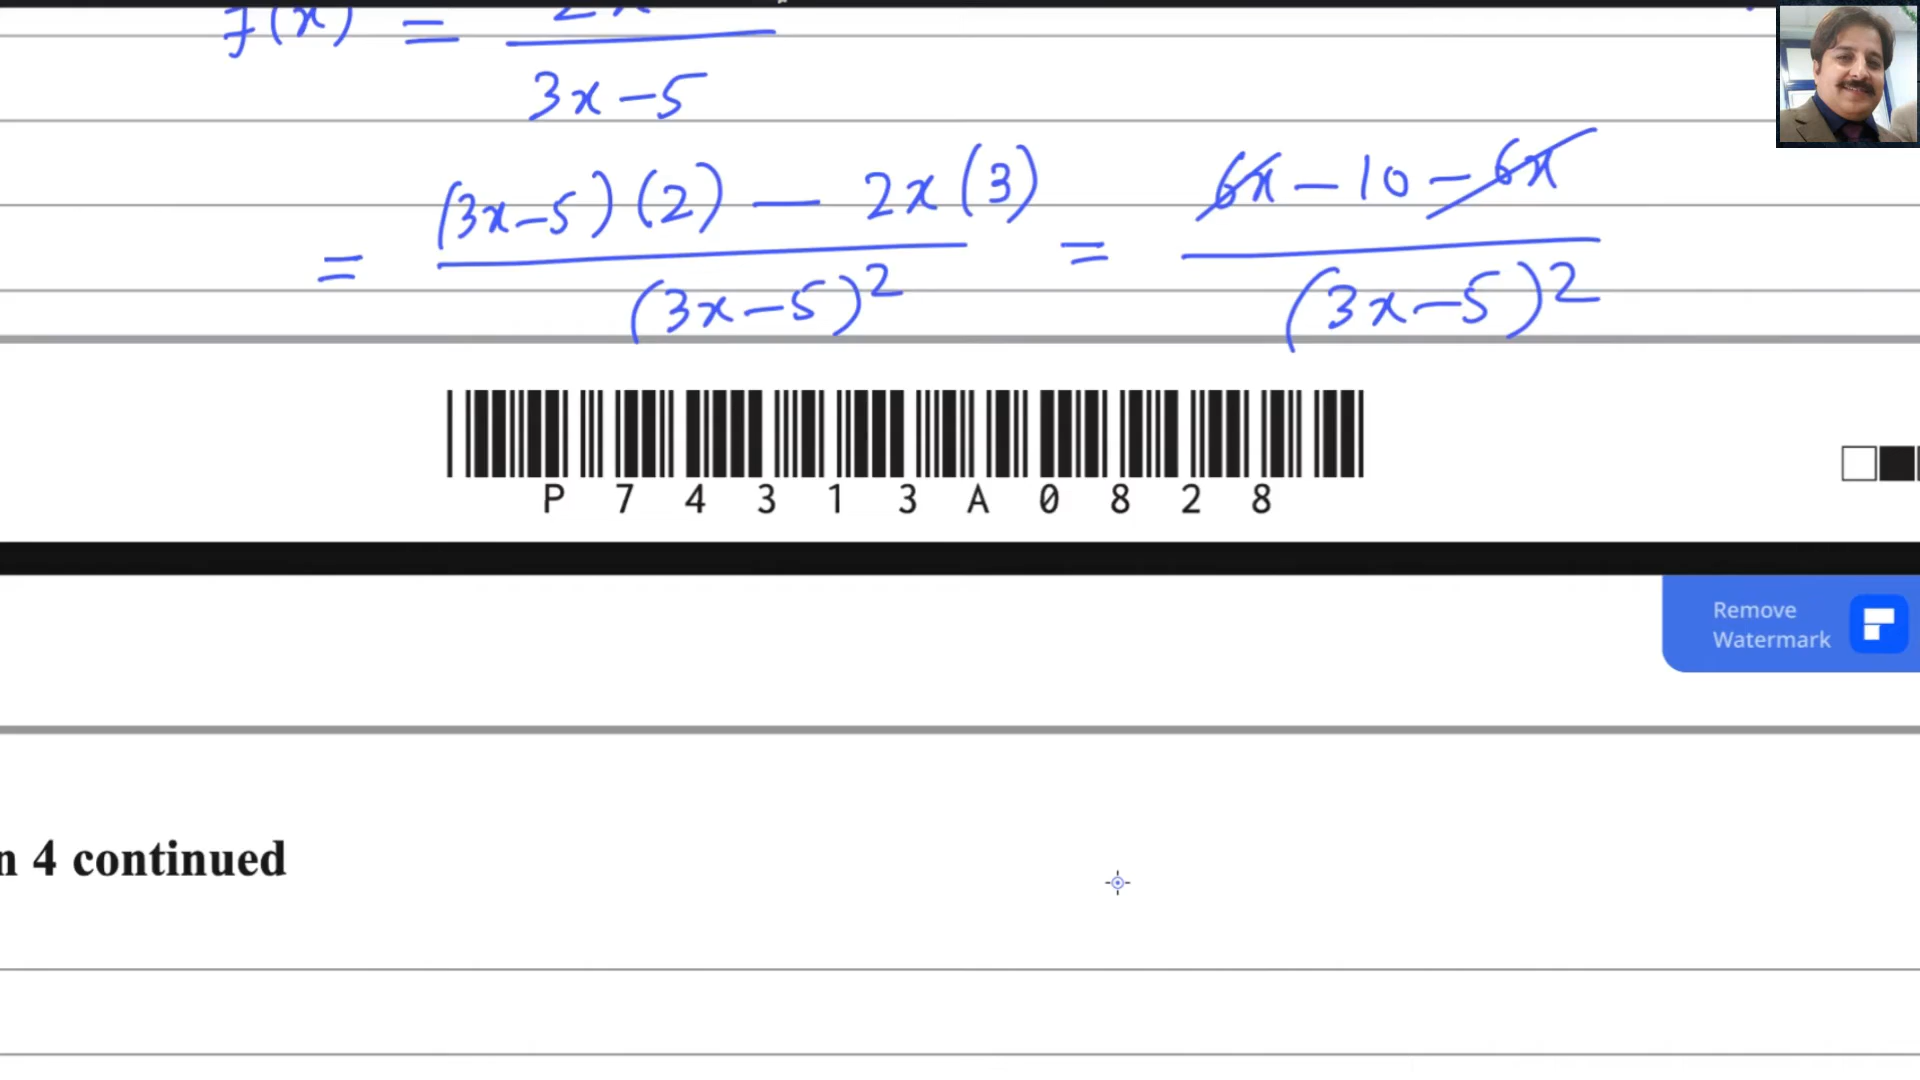 f(x) = 2x
3x-5
= (3x-5)(2) - 2x(3) / (3x-5)² = 6x - 10 - 6x / (3x-5)²
P 7 4 3 1 3 A 0 8 2 8
Remove
Watermark
n 4 continued